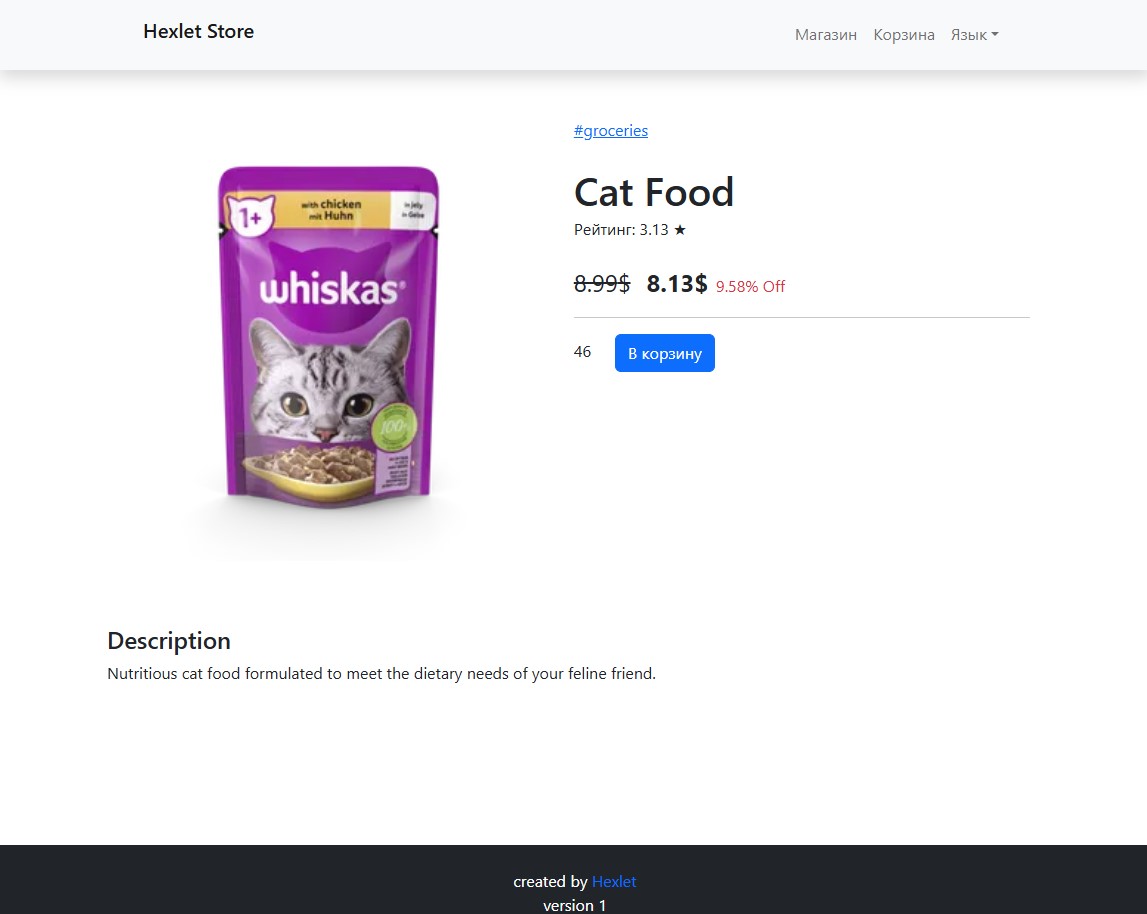 Hexlet Store
Магазин Корзина Язык
#groceries
Cat Food
Рейтинг: 3.13 ★
8.99$ 8.13$ 9.58% Off
46 В корзину
1+
with chicken
mit Huhn
in Jelly
in Gelee
whiskas®
100%
Description
Nutritious cat food formulated to meet the dietary needs of your feline friend.
created by Hexlet
version 1